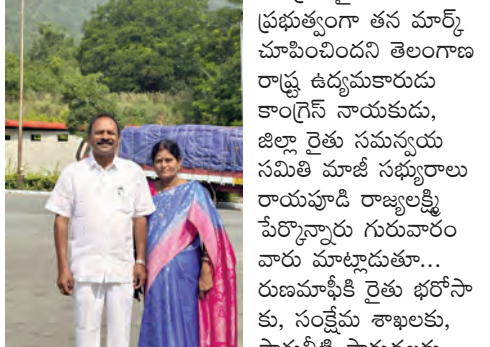 ప్రభుత్వంగా తన మార్క్
చూపించిందని తెలంగాణ
రాష్ట్ర ఉద్యమకారుడు
కాంగ్రెస్ నాయకుడు,
జిల్లా రైతు సమన్వయ
సమితి మాజీ సభ్యురాలు
రాయపూడి రాజ్యలక్ష్మి
పేర్కొన్నారు గురువారం
వారు మాట్లాడుతూ...
రుణమాఫీకి రైతు భరోసా
కు, సంక్షేమ శాఖలకు,